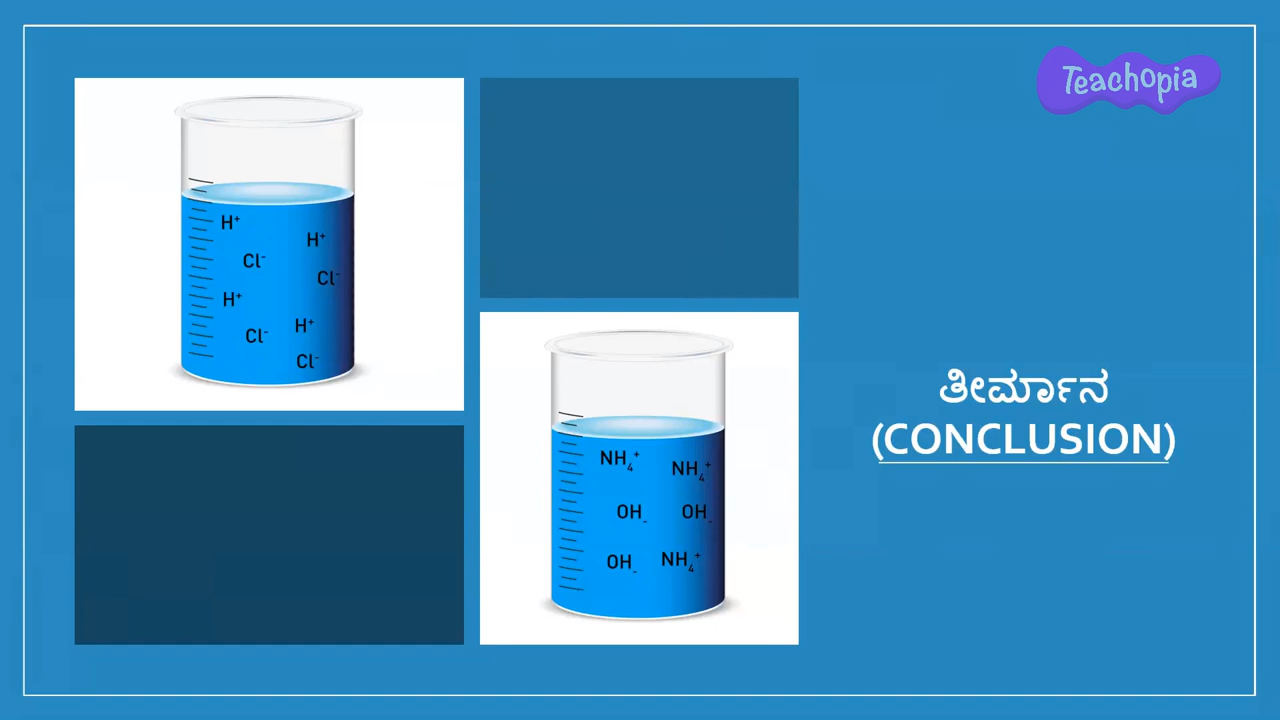 Teachopia
H⁺
H⁺
Cl⁻
Cl⁻
H⁺
H⁺
Cl⁻
Cl⁻
NH₄⁺
NH₄⁺
OH₋
OH₋
OH₋
NH₄⁺
ತೀರ್ಮಾನ
(CONCLUSION)